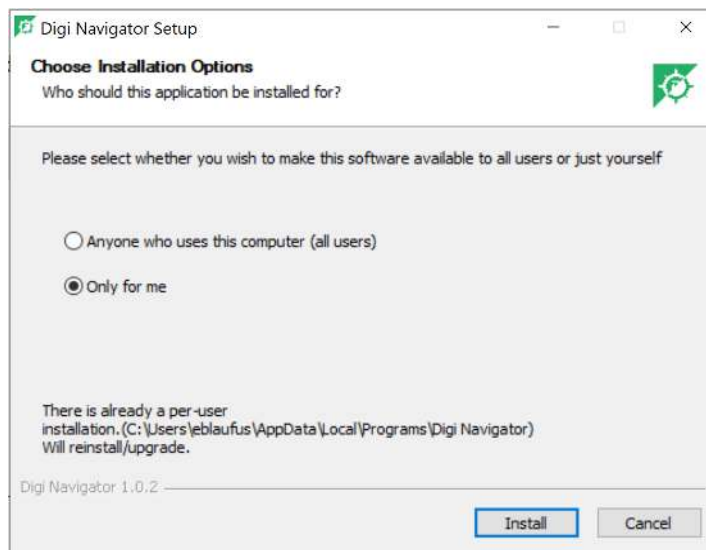 Digi Navigator Setup
Choose Installation Options
Who should this application be installed for?
Please select whether you wish to make this software available to all users or just yourself
Anyone who uses this computer (all users)
Only for me
There is already a per-user
installation.(C:\Users\eblaufus\AppData\Local\Programs\Digi Navigator)
Will reinstall/upgrade.
Digi Navigator 1.0.2
Install
Cancel